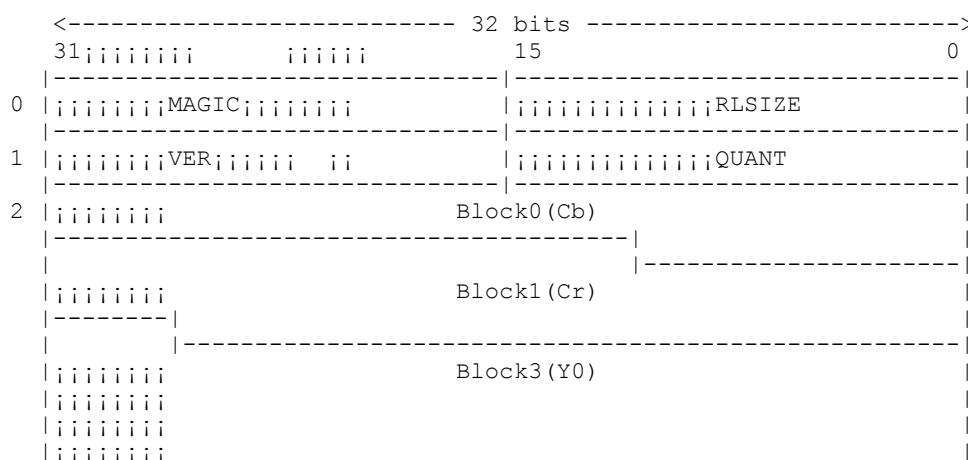 <--------------------------- 32 bits -------------------------->
31¡¡¡¡¡¡¡¡ ¡¡¡¡¡¡ 15 0
|-------------------------------|-------------------------------|
0 |¡¡¡¡¡¡¡¡MAGIC¡¡¡¡¡¡¡¡ |¡¡¡¡¡¡¡¡¡¡¡¡¡¡RLSIZE |
|-------------------------------|-------------------------------|
1 |¡¡¡¡¡¡¡¡VER¡¡¡¡¡¡ ¡¡ |¡¡¡¡¡¡¡¡¡¡¡¡¡¡QUANT |
|-------------------------------|-------------------------------|
2 |¡¡¡¡¡¡¡¡ Block0(Cb) |
|----------------------------------------| |
| |----------------------|
|¡¡¡¡¡¡¡¡ Block1(Cr) |
|--------| |
| |------------------------------------------------------|
|¡¡¡¡¡¡¡¡ Block3(Y0) |
|¡¡¡¡¡¡¡¡ |
|¡¡¡¡¡¡¡¡ |
|¡¡¡¡¡¡¡¡ |